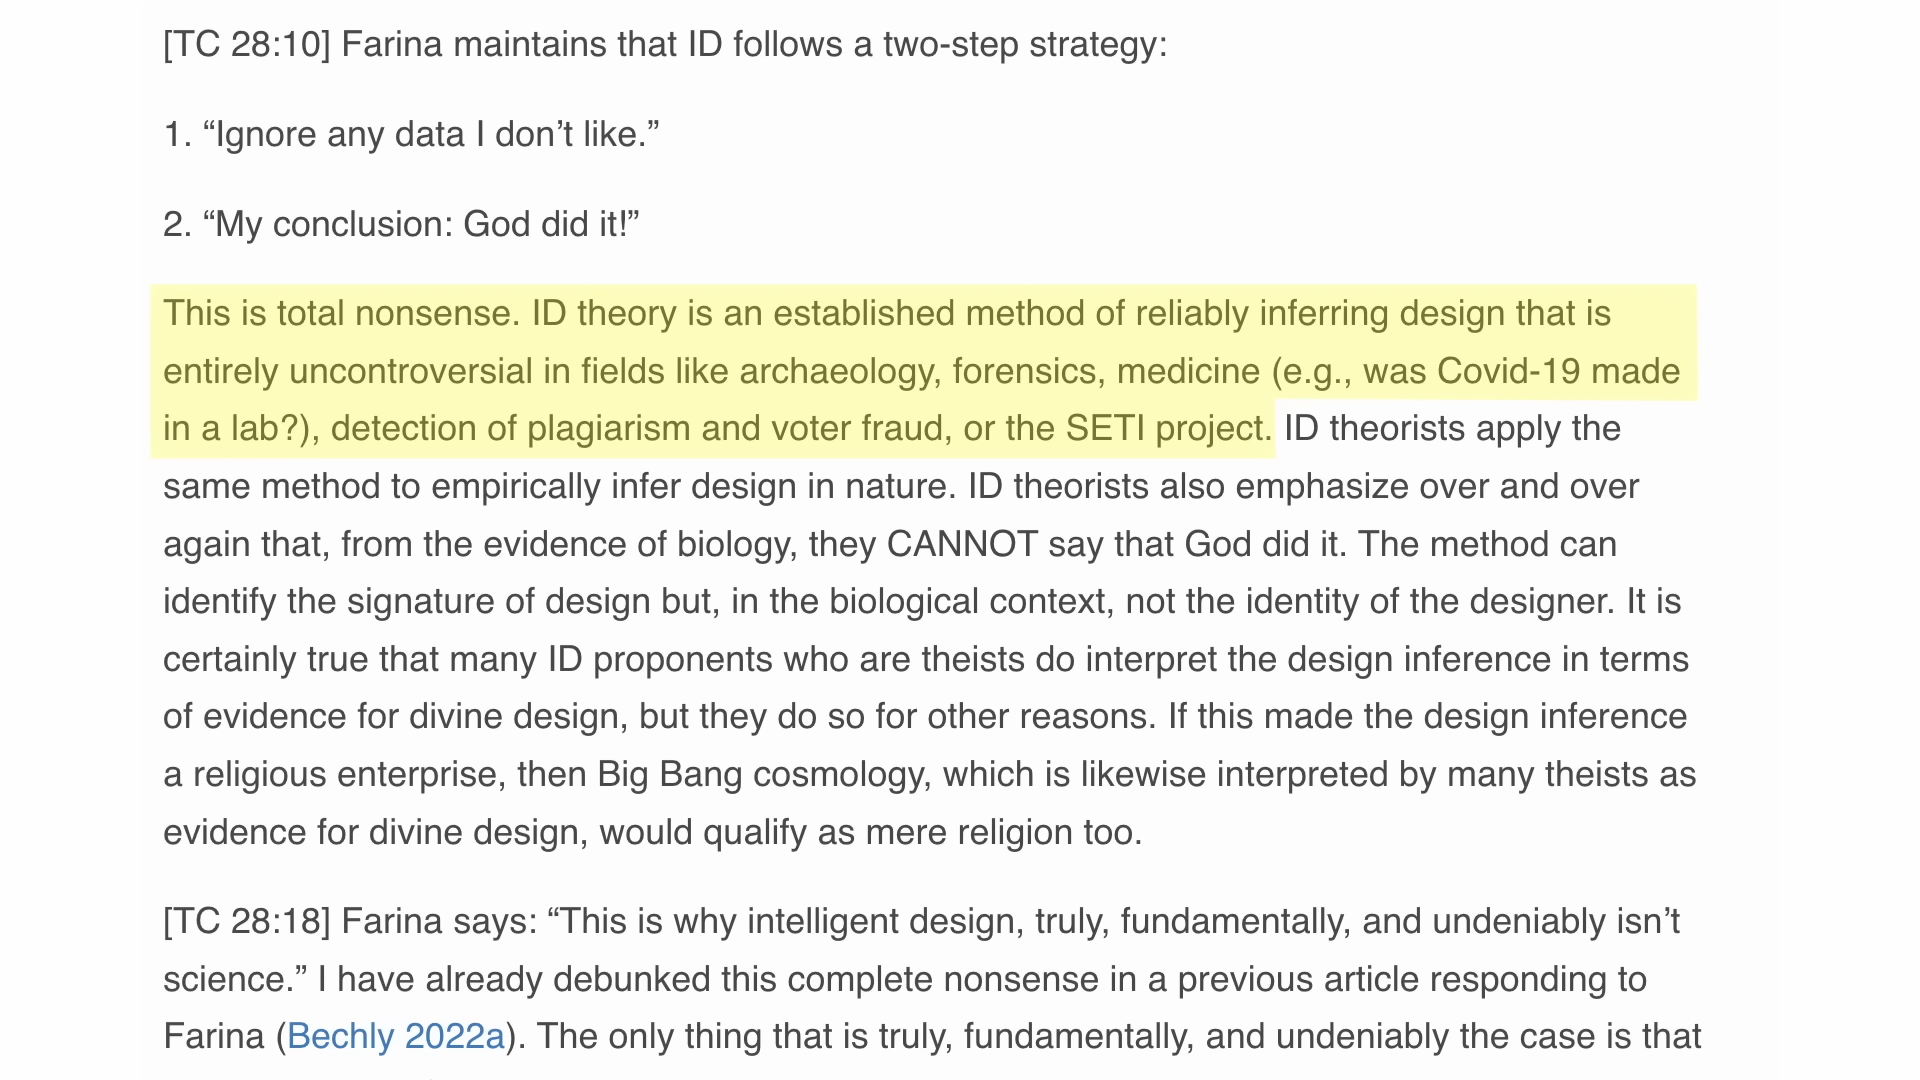 [TC 28:10] Farina maintains that ID follows a two-step strategy:
1. “Ignore any data I don’t like.”
2. “My conclusion: God did it!”
This is total nonsense. ID theory is an established method of reliably inferring design that is
entirely uncontroversial in fields like archaeology, forensics, medicine (e.g., was Covid-19 made
in a lab?), detection of plagiarism and voter fraud, or the SETI project. ID theorists apply the
same method to empirically infer design in nature. ID theorists also emphasize over and over
again that, from the evidence of biology, they CANNOT say that God did it. The method can
identify the signature of design but, in the biological context, not the identity of the designer. It is
certainly true that many ID proponents who are theists do interpret the design inference in terms
of evidence for divine design, but they do so for other reasons. If this made the design inference
a religious enterprise, then Big Bang cosmology, which is likewise interpreted by many theists as
evidence for divine design, would qualify as mere religion too.
[TC 28:18] Farina says: “This is why intelligent design, truly, fundamentally, and undeniably isn’t
science.” I have already debunked this complete nonsense in a previous article responding to
Farina (Bechly 2022a). The only thing that is truly, fundamentally, and undeniably the case is that